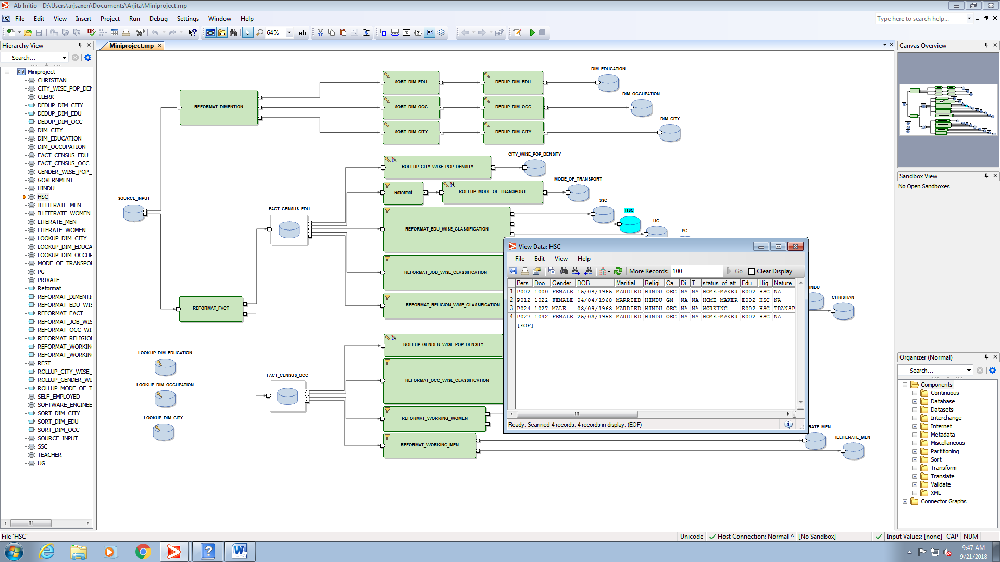 Ab Initio - D:\Users\arjsaxen\Documents\Arjita\Miniproject.mp
File Edit View Insert Project Run Debug Settings Window Help
Type here to search help...
64%
ab
Hierarchy View
Search...
Miniproject
CHRISTIAN
CITY_WISE_POP_DEN
CLERK
DEDUP_DIM_CITY
DEDUP_DIM_EDU
DEDUP_DIM_OCC
DIM_CITY
DIM_EDUCATION
DIM_OCCUPATION
FACT_CENSUS_EDU
FACT_CENSUS_OCC
GENDER_WISE_POP_
GOVERNMENT
HINDU
HSC
ILLITERATE_MEN
ILLITERATE_WOMEN
LITERATE_MEN
LITERATE_WOMEN
LOOKUP_DIM_CITY
LOOKUP_DIM_EDUCA
LOOKUP_DIM_OCCUP
MODE_OF_TRANSPOR
PG
PRIVATE
Reformat
REFORMAT_DIMENTI
REFORMAT_EDU_WIS
REFORMAT_FACT
REFORMAT_JOB_WIS
REFORMAT_OCC_WIS
REFORMAT_RELIGION
REFORMAT_WORKING
REFORMAT_WORKING
REST
ROLLUP_CITY_WISE_
ROLLUP_GENDER_WI
ROLLUP_MODE_OF_T
SELF_EMPLOYED
SOFTWARE_ENGINEE
SORT_DIM_CITY
SORT_DIM_EDU
SORT_DIM_OCC
SOURCE_INPUT
SSC
TEACHER
UG
Miniproject.mp
DIM_EDUCATION
SORT_DIM_EDU
DEDUP_DIM_EDU
DIM_OCCUPATION
REFORMAT_DIMENTION
SORT_DIM_OCC
DEDUP_DIM_OCC
DIM_CITY
SORT_DIM_CITY
DEDUP_DIM_CITY
CITY_WISE_POP_DENSITY
ROLLUP_CITY_WISE_POP_DENSITY
MODE_OF_TRANSPORT
Reformat
ROLLUP_MODE_OF_TRANSPORT
SOURCE_INPUT
SSC
FACT_CENSUS_EDU
HSC
UG
PG
REFORMAT_EDU_WISE_CLASSIFICATION
REFORMAT_JOB_WISE_CLASSIFICATION
REFORMAT_RELIGION_WISE_CLASSIFICATION
INDU
CHRISTIAN
REFORMAT_FACT
ROLLUP_GENDER_WISE_POP_DENSITY
LOOKUP_DIM_EDUCATION
FACT_CENSUS_OCC
REFORMAT_OCC_WISE_CLASSIFICATION
LOOKUP_DIM_OCCUPATION
LOOKUP_DIM_CITY
REFORMAT_WORKING_WOMEN
RATE_MEN
ILLITERATE_MEN
REFORMAT_WORKING_MEN
View Data: HSC
File Edit View Help
More Records: 100 Go Clear Display
Pers... Doo... Gender DOB Maritial_... Religi... Ca... Di... T... status_of_att... Edu... Hig... Nature_
1 P002 1000 FEMALE 15/08/1965 MARRIED HINDU OBC NA NA HOME·MAKER E002 HSC NA
2 P012 1022 FEMALE 04/04/1968 MARRIED HINDU GM NA NA HOME·MAKER E002 HSC NA
3 P024 1027 MALE 03/09/1963 MARRIED HINDU OBC NA NA WORKING E002 HSC TRANSP
4 P027 1042 FEMALE 25/03/1958 MARRIED HINDU OBC NA NA HOME·MAKER E002 HSC NA
[EOF]
Ready. Scanned 4 records. 4 records in display. (EOF)
Canvas Overview
Sandbox View
No Open Sandboxes
Organizer (Normal)
Search...
Components
Continuous
Database
Datasets
Interchange
Internet
Metadata
Miscellaneous
Partitioning
Sort
Transform
Translate
Validate
XML
Connector Graphs
File 'HSC'
Unicode Host Connection: Normal ^ [No Sandbox] Input Values: [none] CAP NUM
9:47 AM
9/21/2018